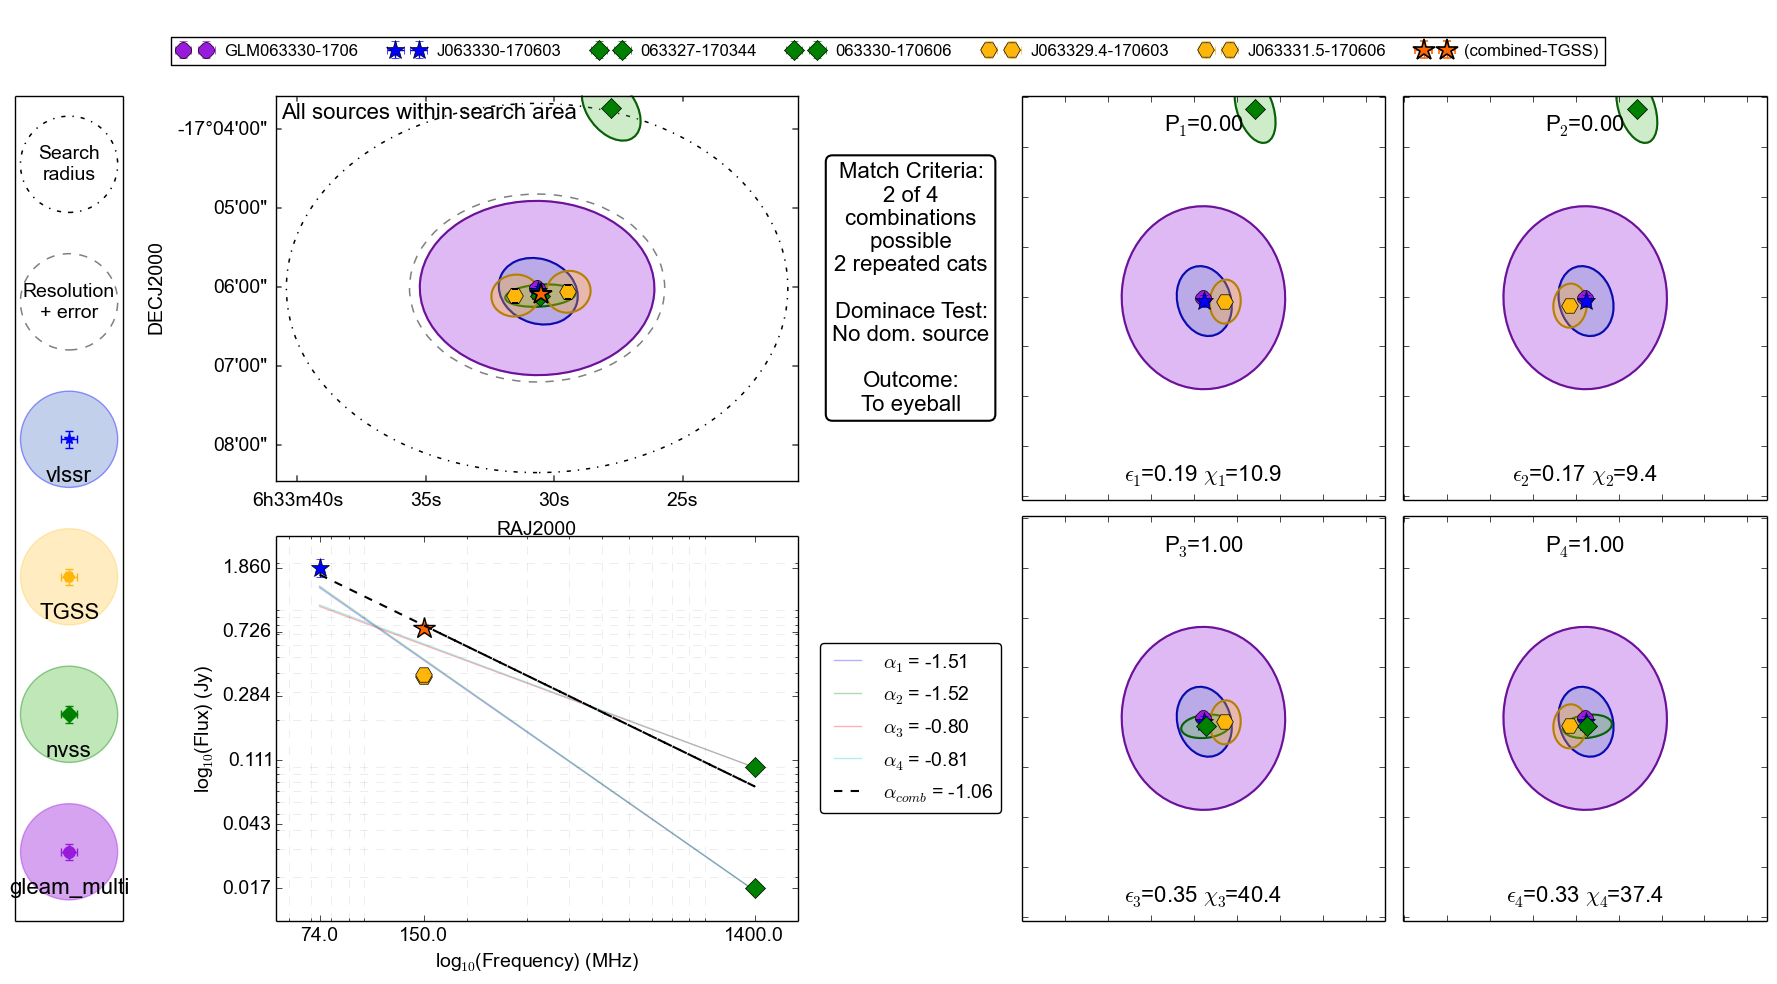 GLM063330-1706 J063330-170603 063327-170344 063330-170606 J063329.4-170603 J063331.5-170606 (combined-TGSS)
Search
radius
Resolution
+ error
vlssr
TGSS
nvss
gleam_multi
All sources within search area
DECJ2000
-17°04'00"
05'00"
06'00"
07'00"
08'00"
6h33m40s 35s 30s 25s
RAJ2000
Match Criteria:
2 of 4
combinations
possible
2 repeated cats
Dominace Test:
No dom. source
Outcome:
To eyeball
P₁=0.00
ϵ₁=0.19 χ₁=10.9
P₂=0.00
ϵ₂=0.17 χ₂=9.4
log₁₀(Flux) (Jy)
1.860
0.726
0.284
0.111
0.043
0.017
74.0 150.0 1400.0
log₁₀(Frequency) (MHz)
α₁ = -1.51
α₂ = -1.52
α₃ = -0.80
α₄ = -0.81
α_comb = -1.06
P₃=1.00
ϵ₃=0.35 χ₃=40.4
P₄=1.00
ϵ₄=0.33 χ₄=37.4